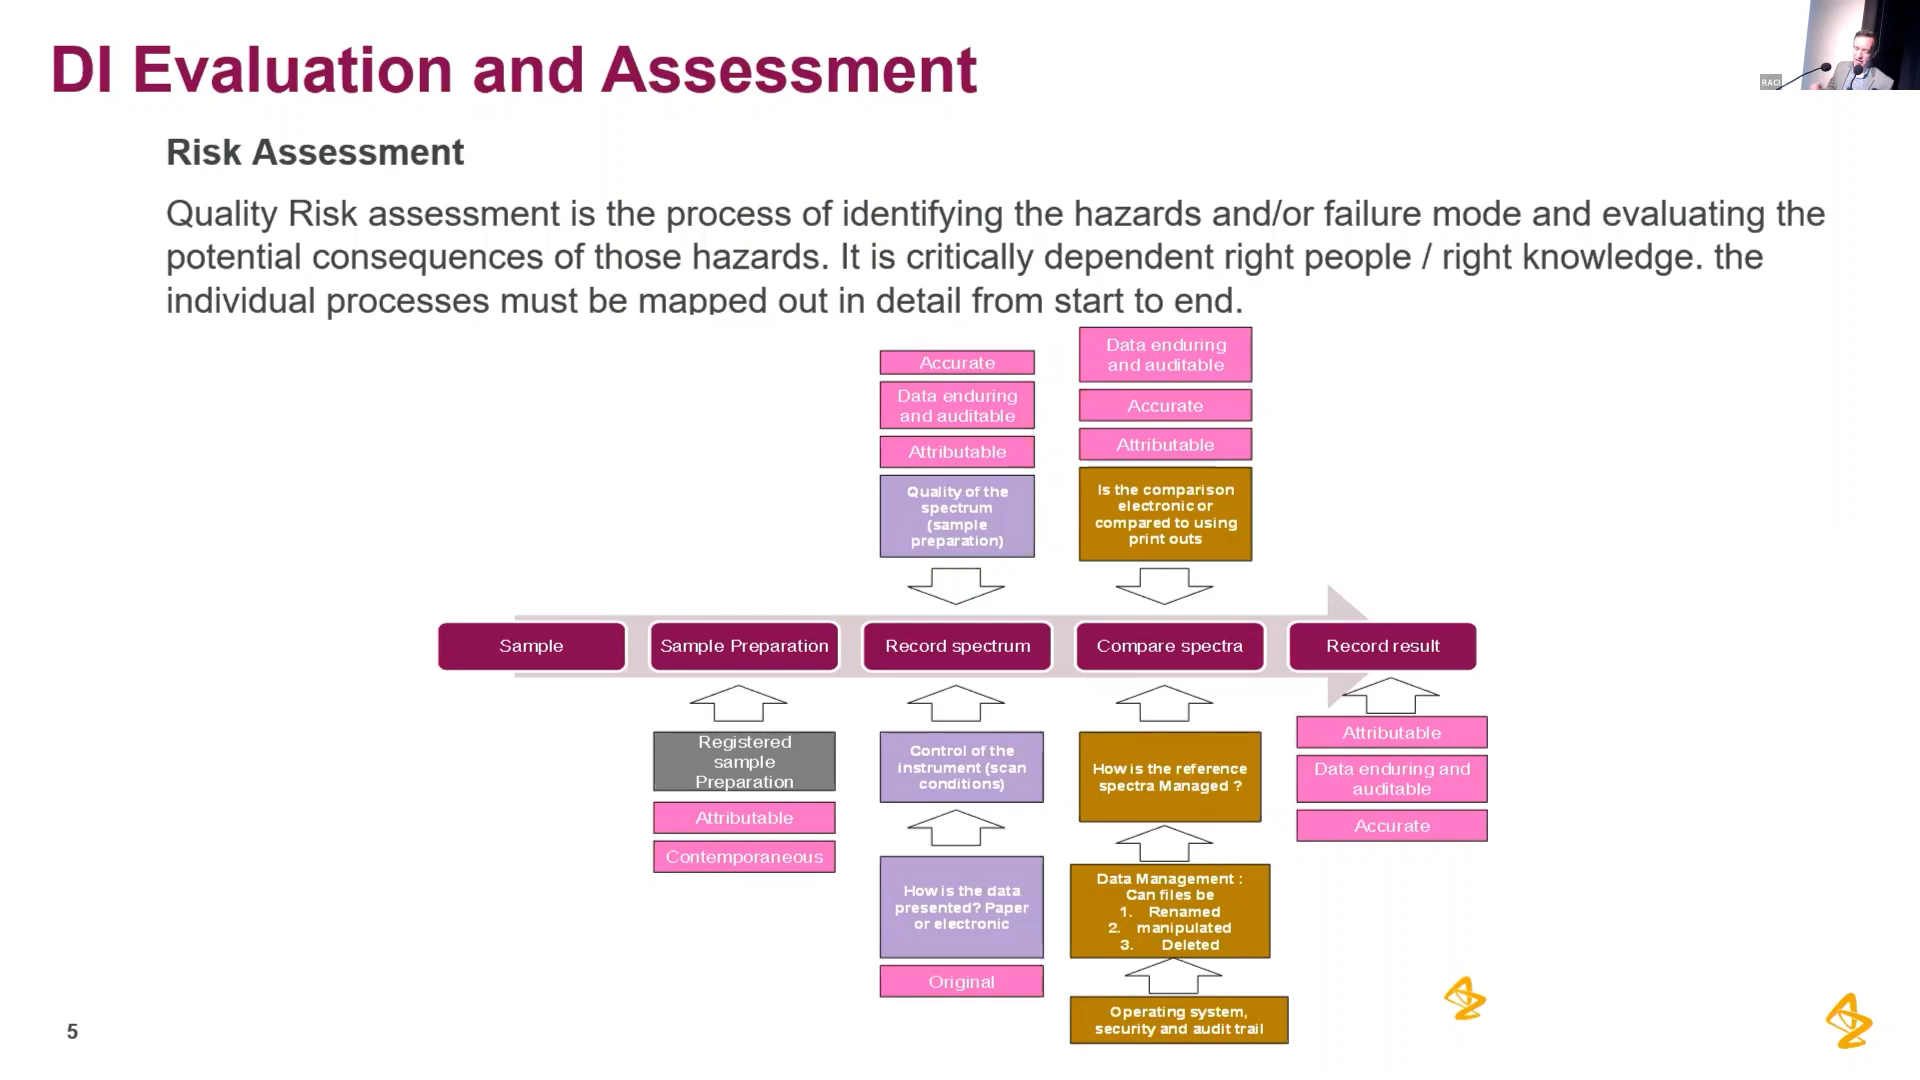 DI Evaluation and Assessment
RACI
Risk Assessment
Quality Risk assessment is the process of identifying the hazards and/or failure mode and evaluating the
potential consequences of those hazards. It is critically dependent right people / right knowledge. the
individual processes must be mapped out in detail from start to end.
Accurate
Data enduring
and auditable
Attributable
Quality of the
spectrum
(sample
preparation)
Data enduring
and auditable
Accurate
Attributable
Is the comparison
electronic or
compared to using
print outs
Sample
Sample Preparation
Record spectrum
Compare spectra
Record result
Registered
sample
Preparation
Attributable
Contemporaneous
Control of the
instrument (scan
conditions)
How is the data
presented? Paper
or electronic
Original
How is the reference
spectra Managed ?
Data Management :
Can files be
1. Renamed
2. manipulated
3. Deleted
Operating system,
security and audit trail
Attributable
Data enduring and
auditable
Accurate
5